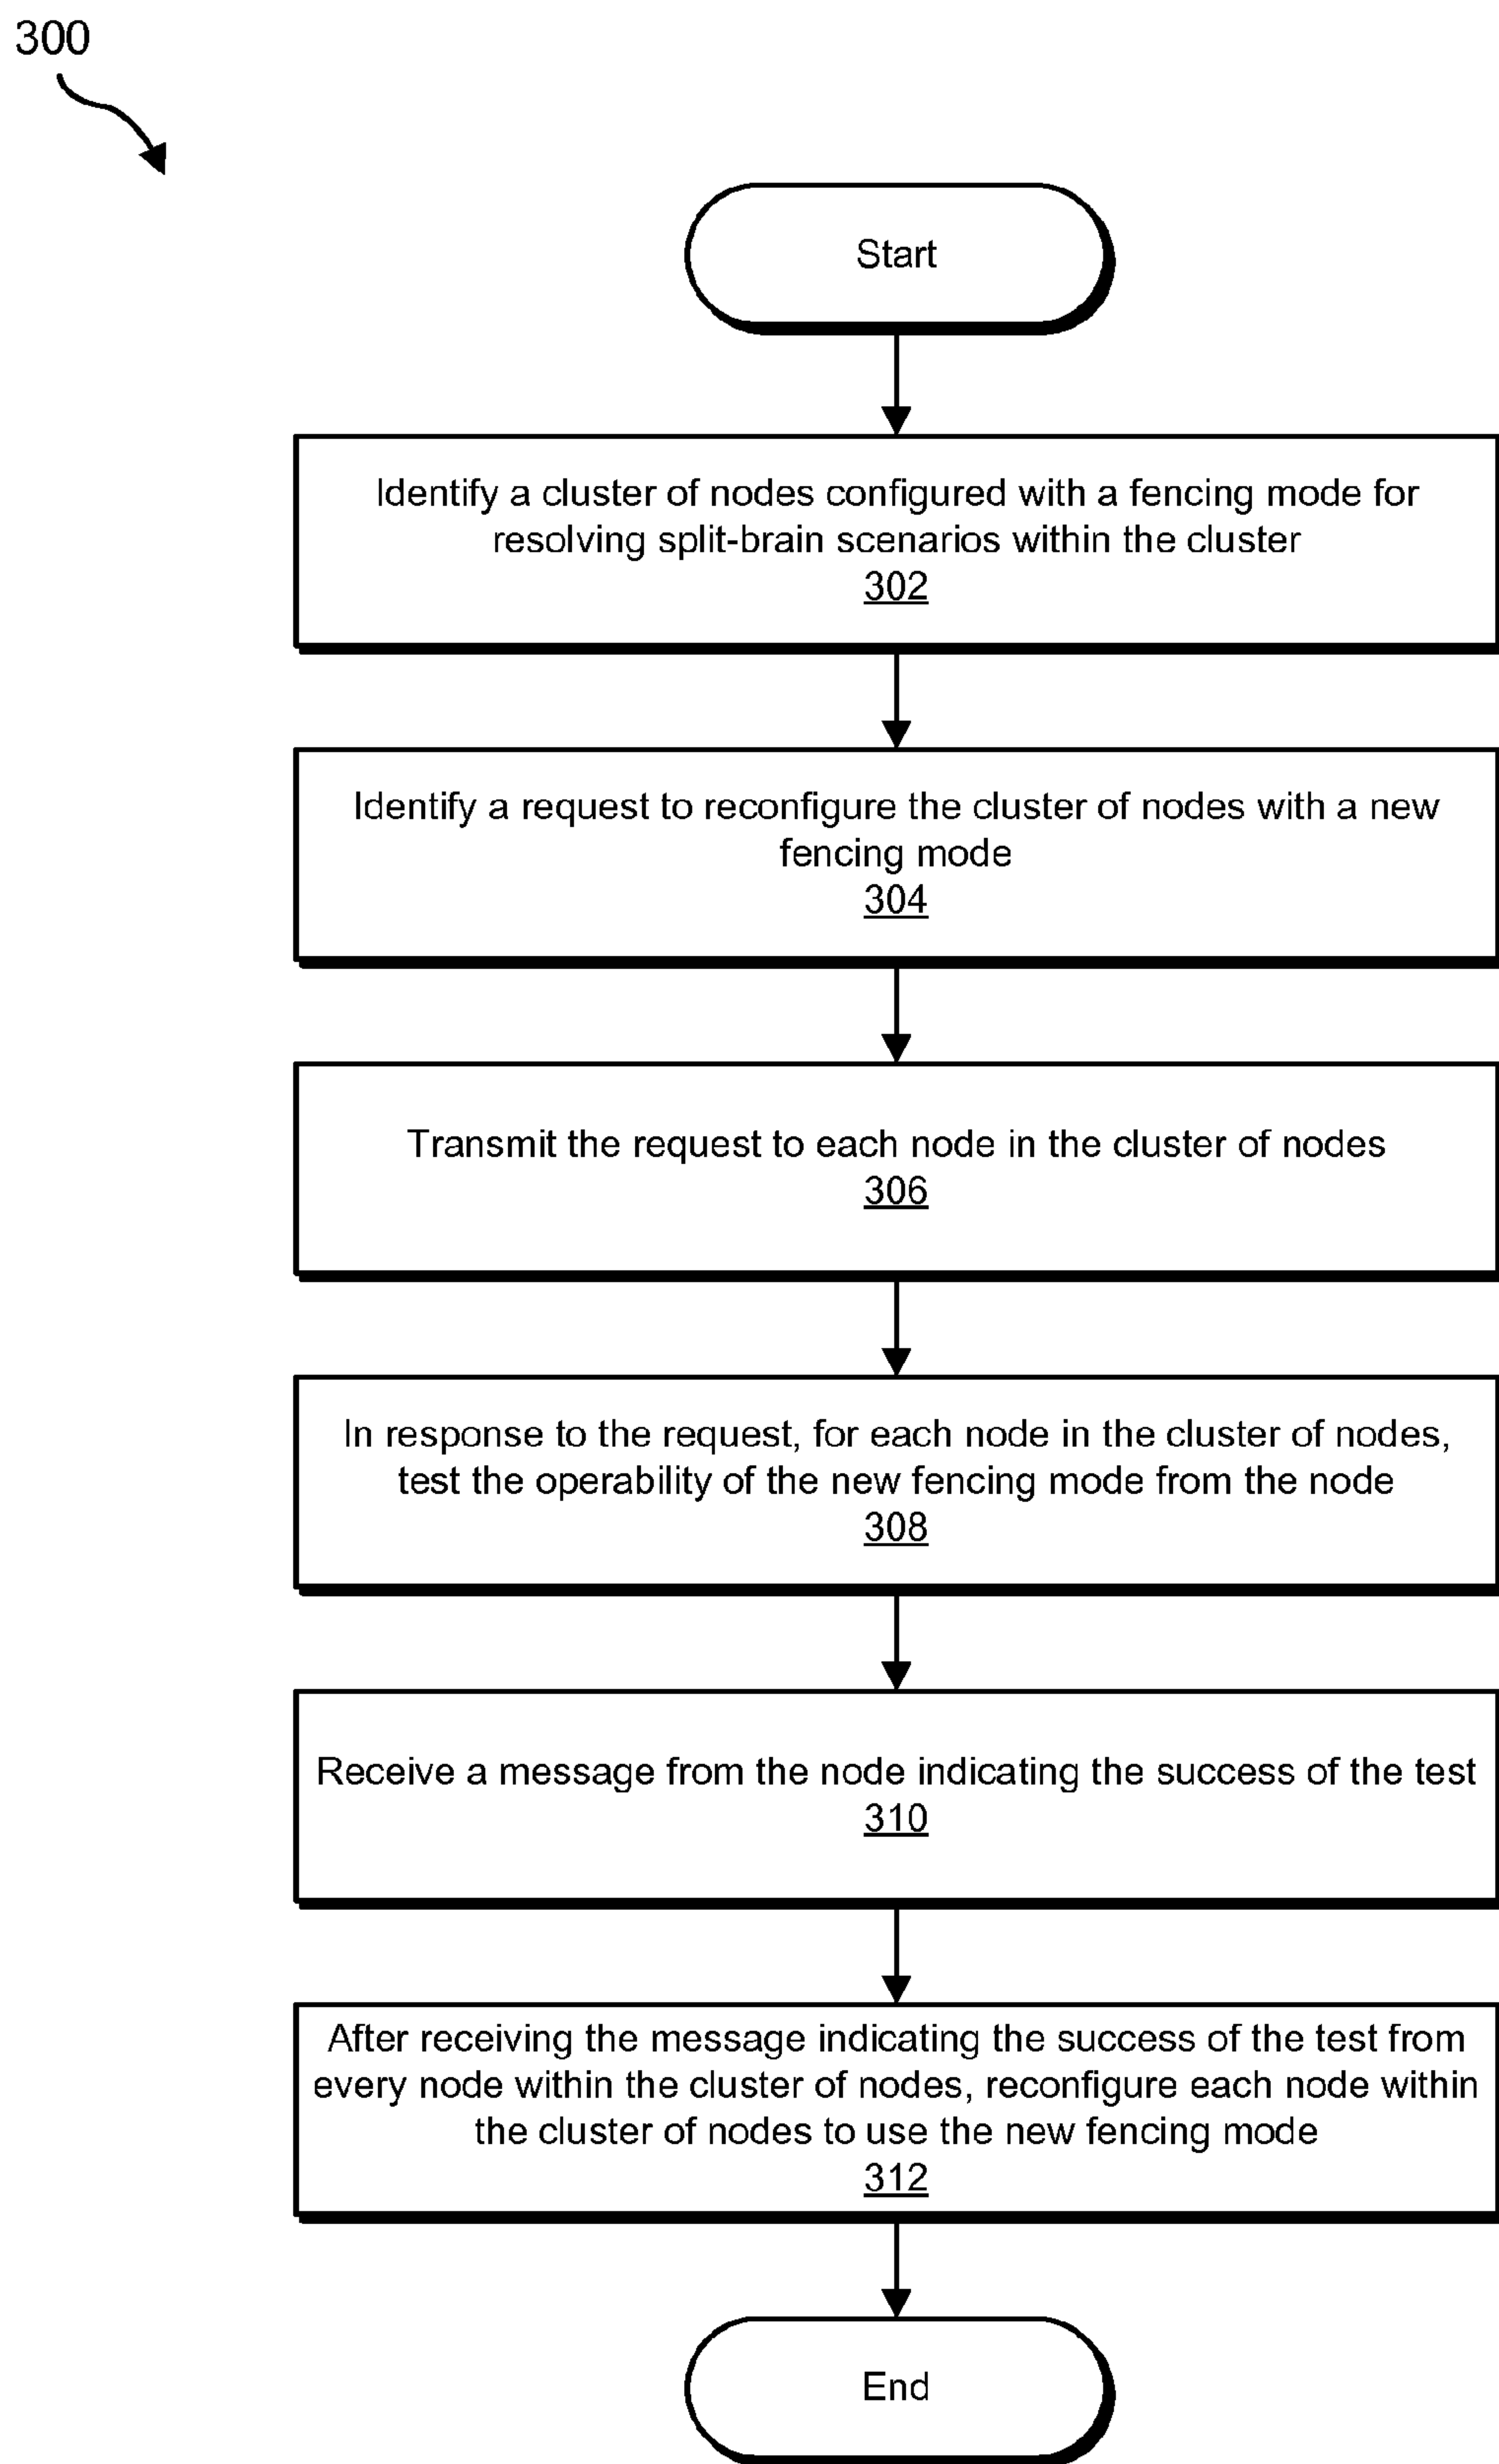 300
Start
Identify a cluster of nodes configured with a fencing mode for
resolving split-brain scenarios within the cluster
302
Identify a request to reconfigure the cluster of nodes with a new
fencing mode
304
Transmit the request to each node in the cluster of nodes
306
In response to the request, for each node in the cluster of nodes,
test the operability of the new fencing mode from the node
308
Receive a message from the node indicating the success of the test
310
After receiving the message indicating the success of the test from
every node within the cluster of nodes, reconfigure each node within
the cluster of nodes to use the new fencing mode
312
End